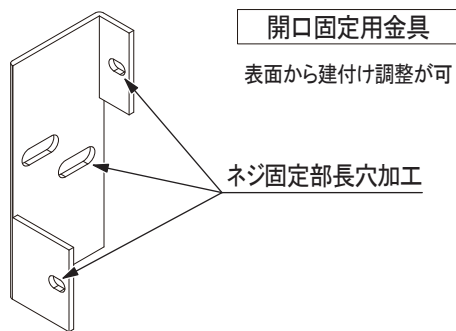 開口固定用金具
表面から建付け調整が可
ネジ固定部長穴加工